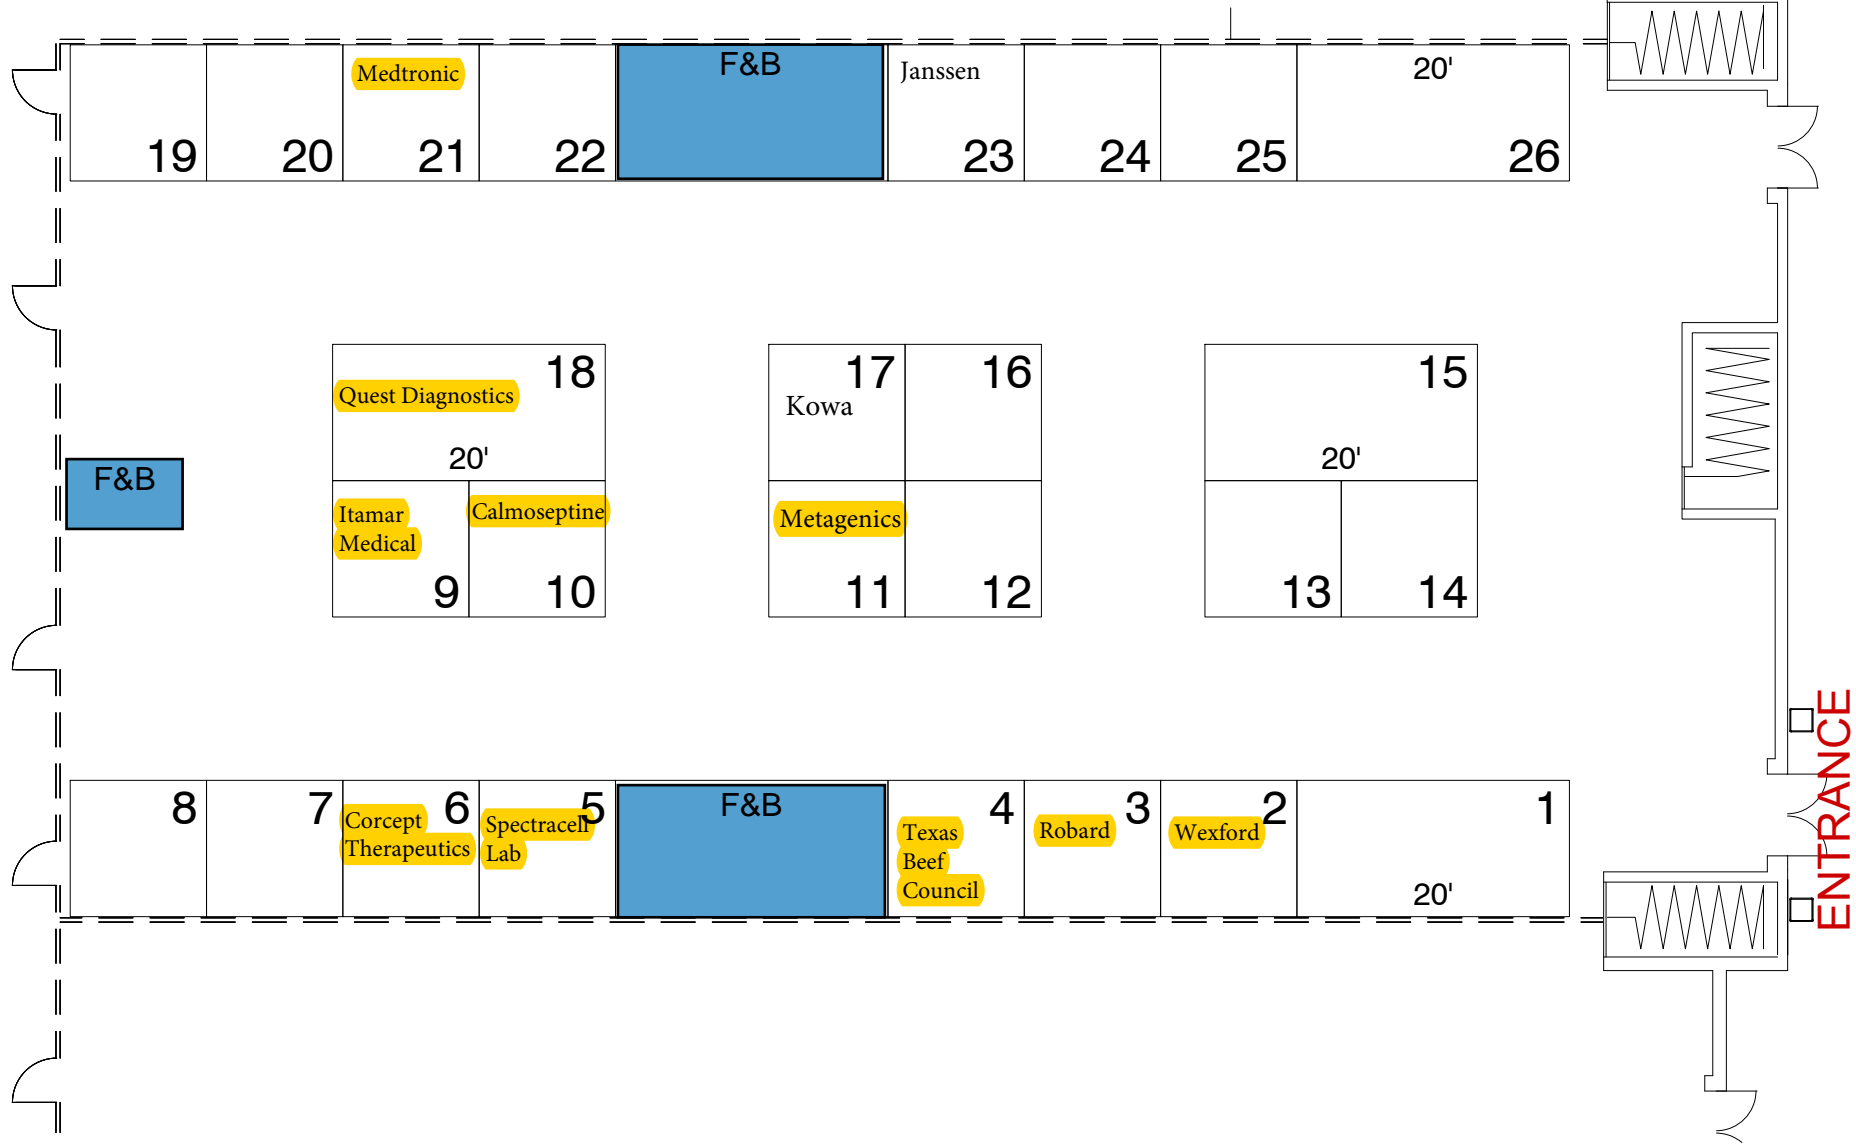 F&B
Medtronic
Janssen
20'
19
20
21
22
23
24
25
26
18
Quest Diagnostics
20'
17
Kowa
16
15
20'
F&B
Itamar
Medical
9
Calmoseptine
10
Metagenics
11
12
13
14
ENTRANCE
8
7
6
Corcept
Therapeutics
5
Spectracell
Lab
F&B
4
Texas
Beef
Council
3
Robard
2
Wexford
1
20'